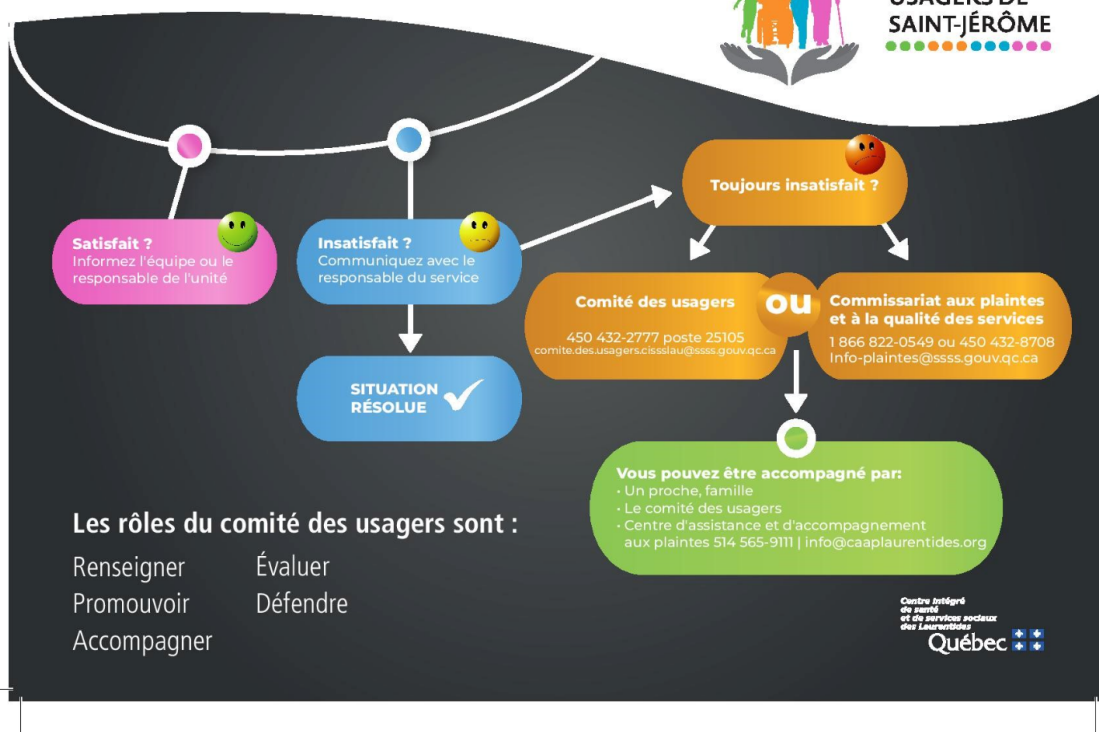 USAGERS DE
SAINT-JÉRÔME
Toujours insatisfait ?
Satisfait ?
Informez l'équipe ou le
responsable de l'unité
Insatisfait ?
Communiquez avec le
responsable du service
Comité des usagers
450 432-2777 poste 25105
comite.des.usagers.cissslau@ssss.gouv.qc.ca
ou
Commissariat aux plaintes
et à la qualité des services
1 866 822-0549 ou 450 432-8708
Info-plaintes@ssss.gouv.qc.ca
SITUATION
RÉSOLUE
Vous pouvez être accompagné par:
· Un proche, famille
· Le comité des usagers
· Centre d'assistance et d'accompagnement
aux plaintes 514 565-9111 | info@caaplaurentides.org
Les rôles du comité des usagers sont :
Renseigner Évaluer
Promouvoir Défendre
Accompagner
Centre intégré
de santé
et de services sociaux
des Laurentides
Québec